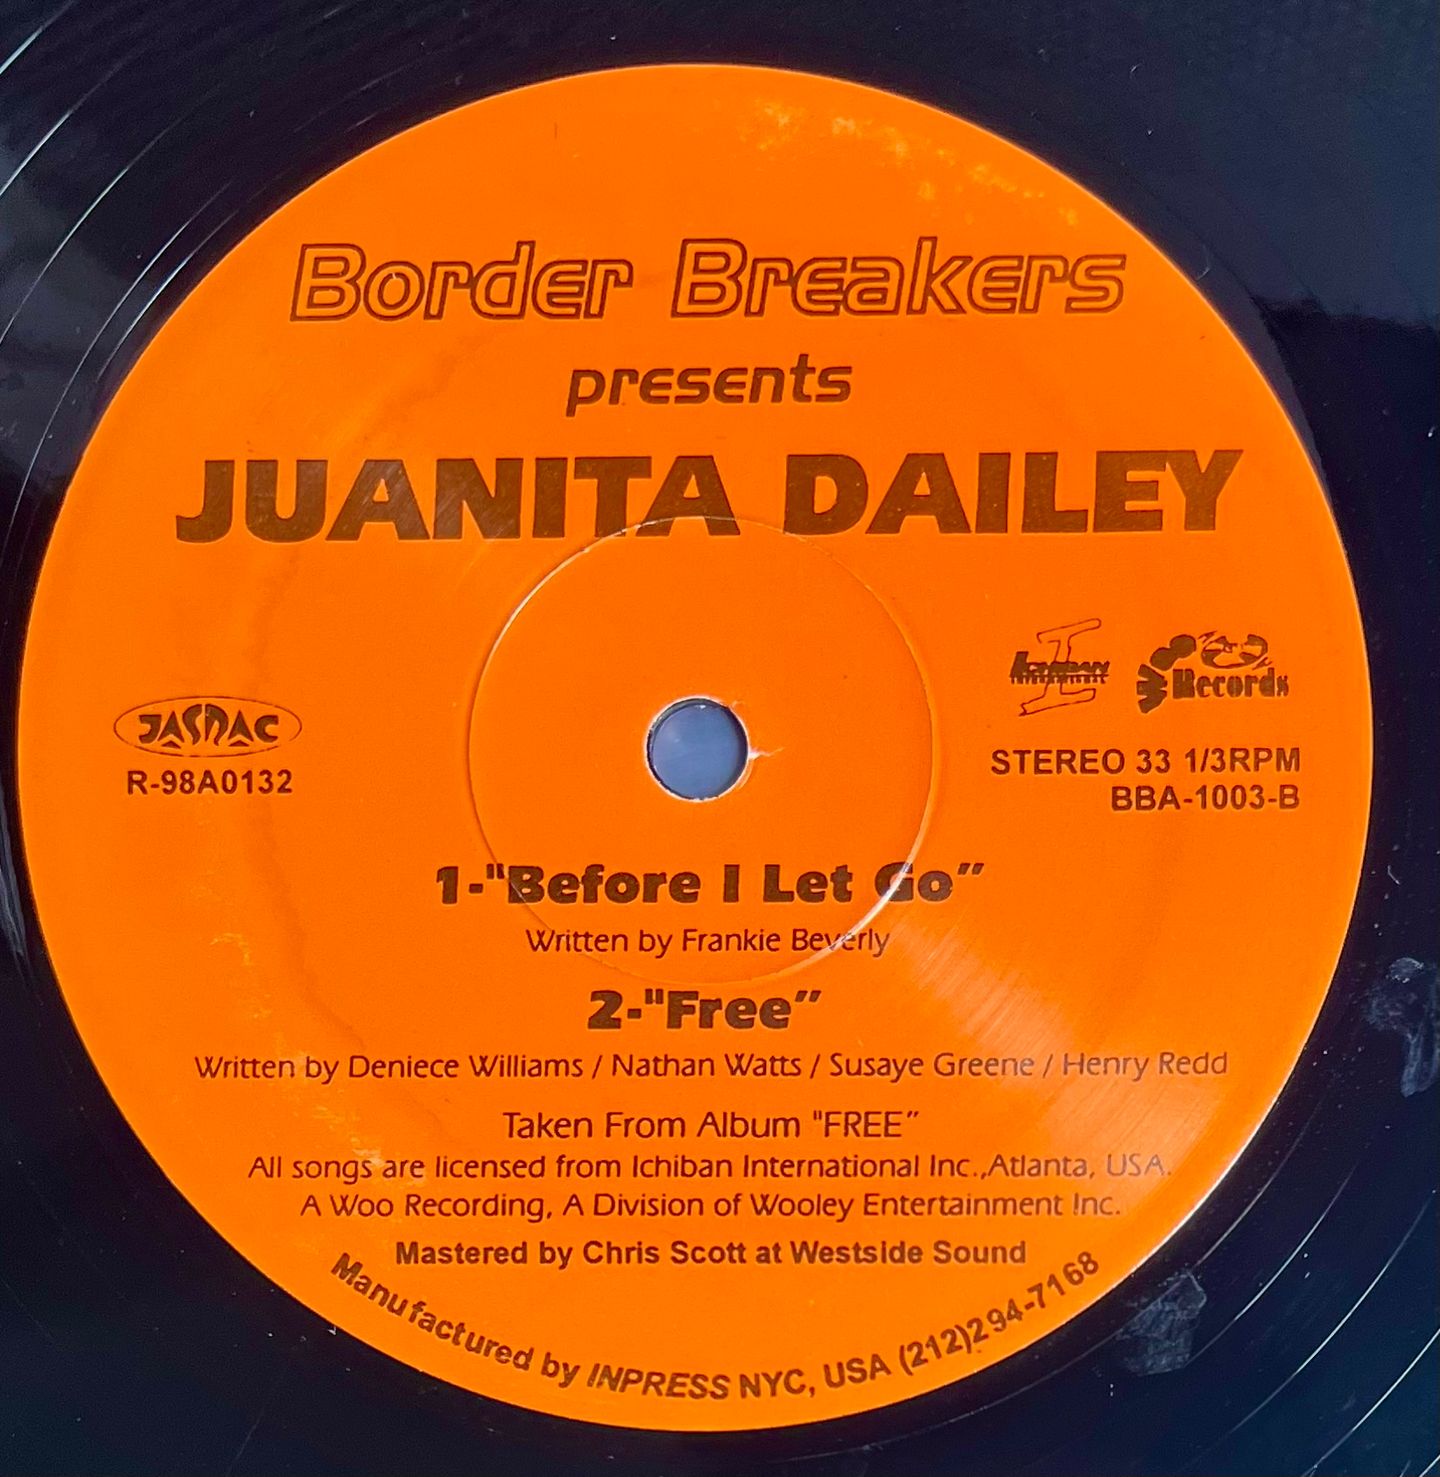 Border Breakers
presents
JUANITA DAILEY
ICHIBAN
INTERNATIONAL
Woo Records
JASRAC
R-98A0132
STEREO 33 1/3RPM
BBA-1003-B
1-"Before I Let Go"
Written by Frankie Beverly
2-"Free"
Written by Deniece Williams / Nathan Watts / Susaye Greene / Henry Redd
Taken From Album "FREE"
All songs are licensed from Ichiban International Inc.,Atlanta, USA.
A Woo Recording, A Division of Wooley Entertainment Inc.
Mastered by Chris Scott at Westside Sound
Manufactured by INPRESS NYC, USA (212)294-7168